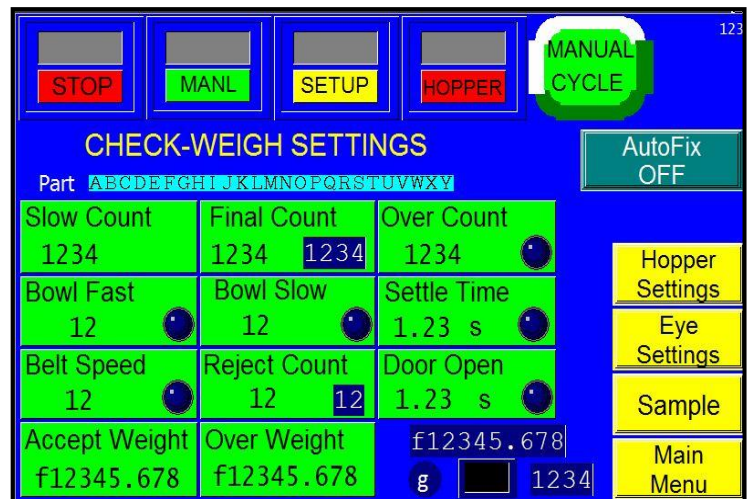 123
STOP MANL SETUP HOPPER MANUAL CYCLE
CHECK-WEIGH SETTINGS
AutoFix OFF
Part ABCDEFGHIJKLMNOPQRSTUVWXY
Slow Count Final Count Over Count
1234 1234 1234 1234
Hopper Settings
Bowl Fast Bowl Slow Settle Time
12 12 1.23 s
Eye Settings
Belt Speed Reject Count Door Open
12 12 12 1.23 s
Sample
Accept Weight Over Weight f12345.678
f12345.678 f12345.678 g 1234
Main Menu